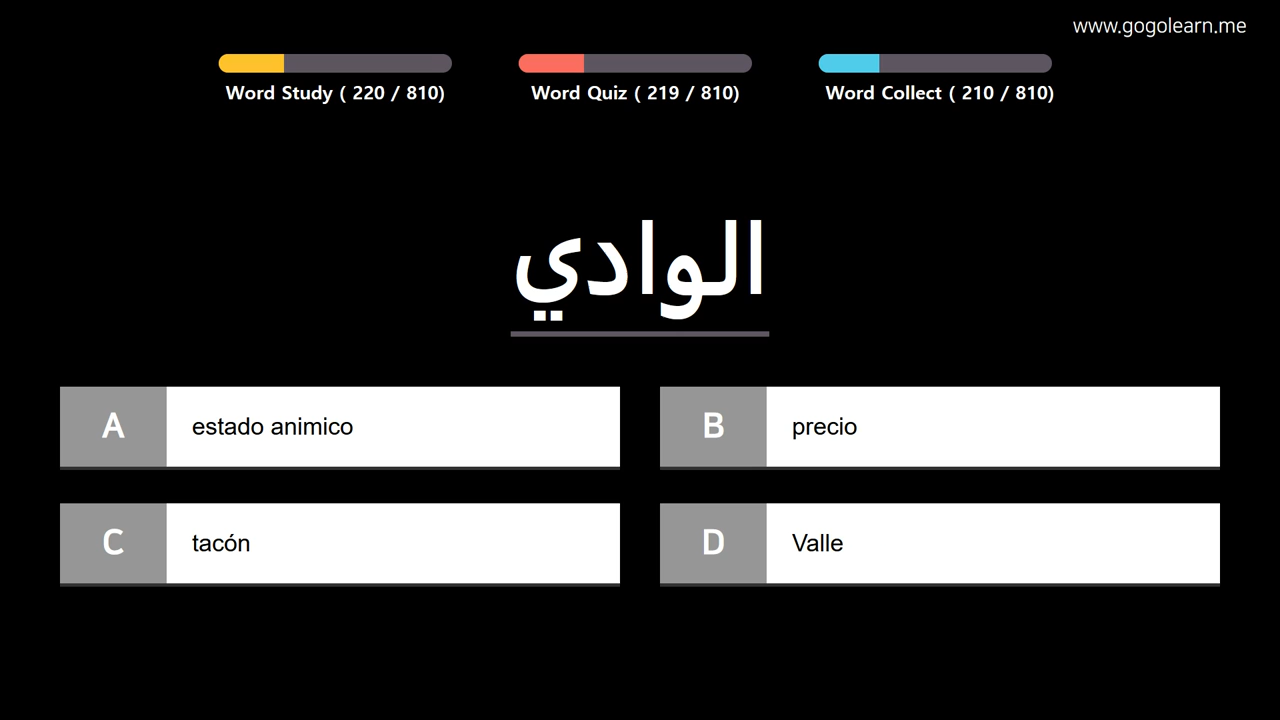 www.gogolearn.me
Word Study ( 220 / 810)
Word Quiz ( 219 / 810)
Word Collect ( 210 / 810)
الوادي
A estado animico
B precio
C tacón
D Valle